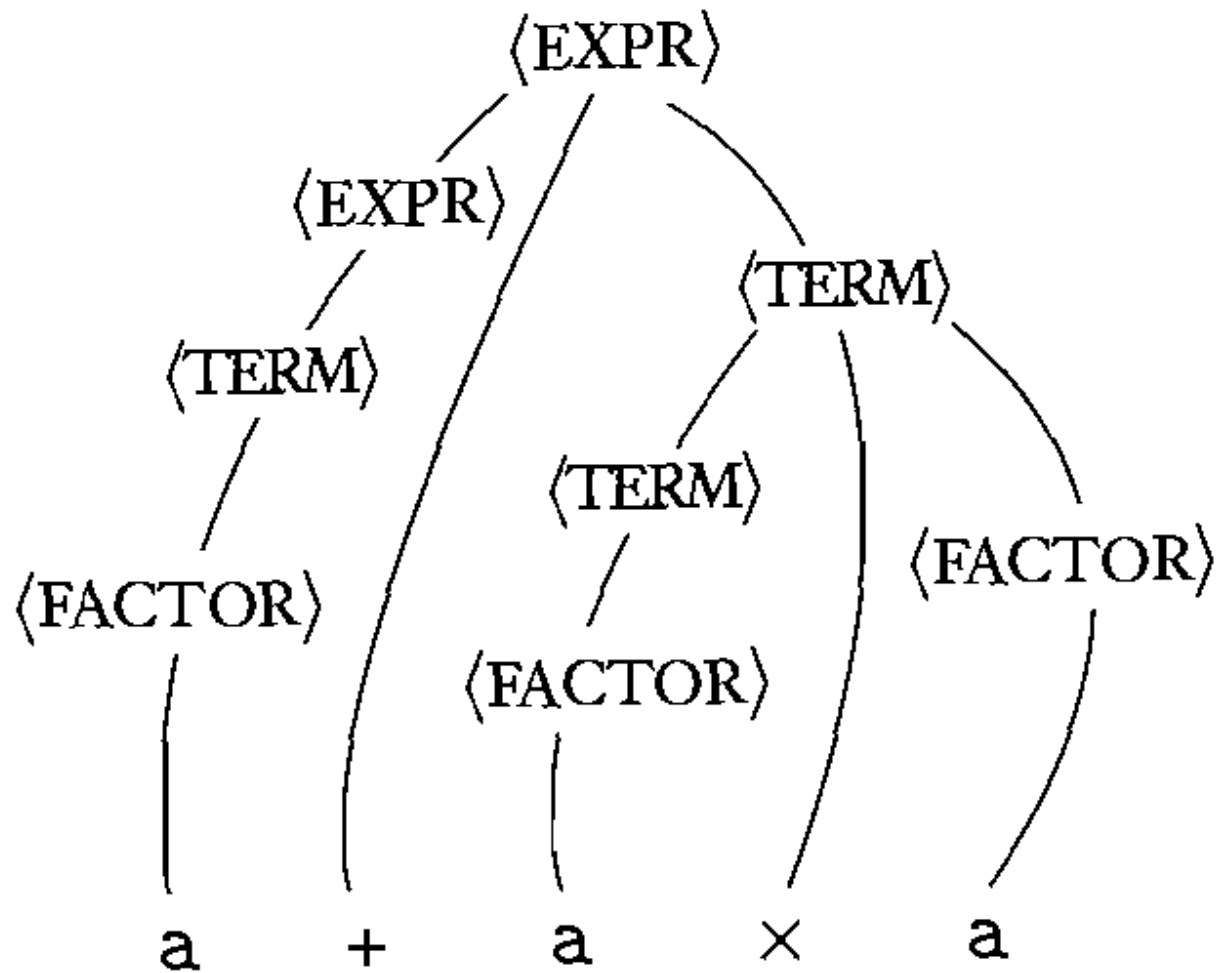 ⟨EXPR⟩
⟨EXPR⟩
⟨TERM⟩
⟨TERM⟩
⟨TERM⟩
⟨FACTOR⟩
⟨FACTOR⟩
⟨FACTOR⟩
a + a × a